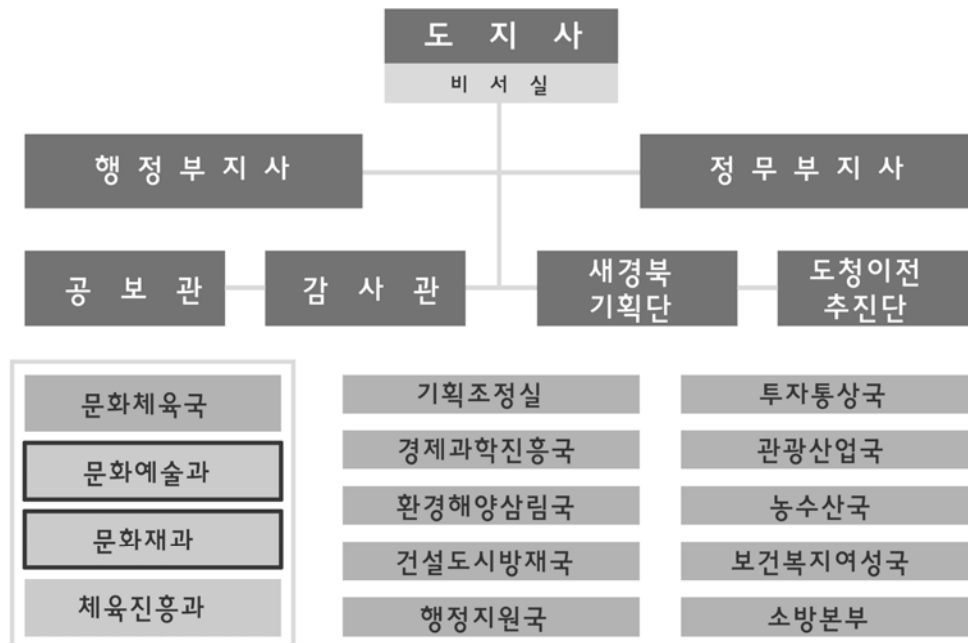 도 지 사
비 서 실
행 정 부 지 사
정 무 부 지 사
공 보 관
감 사 관
새경북
기획단
도청이전
추진단
문화체육국
문화예술과
문화재과
체육진흥과
기획조정실
경제과학진흥국
환경해양삼림국
건설도시방재국
행정지원국
투자통상국
관광산업국
농수산국
보건복지여성국
소방본부